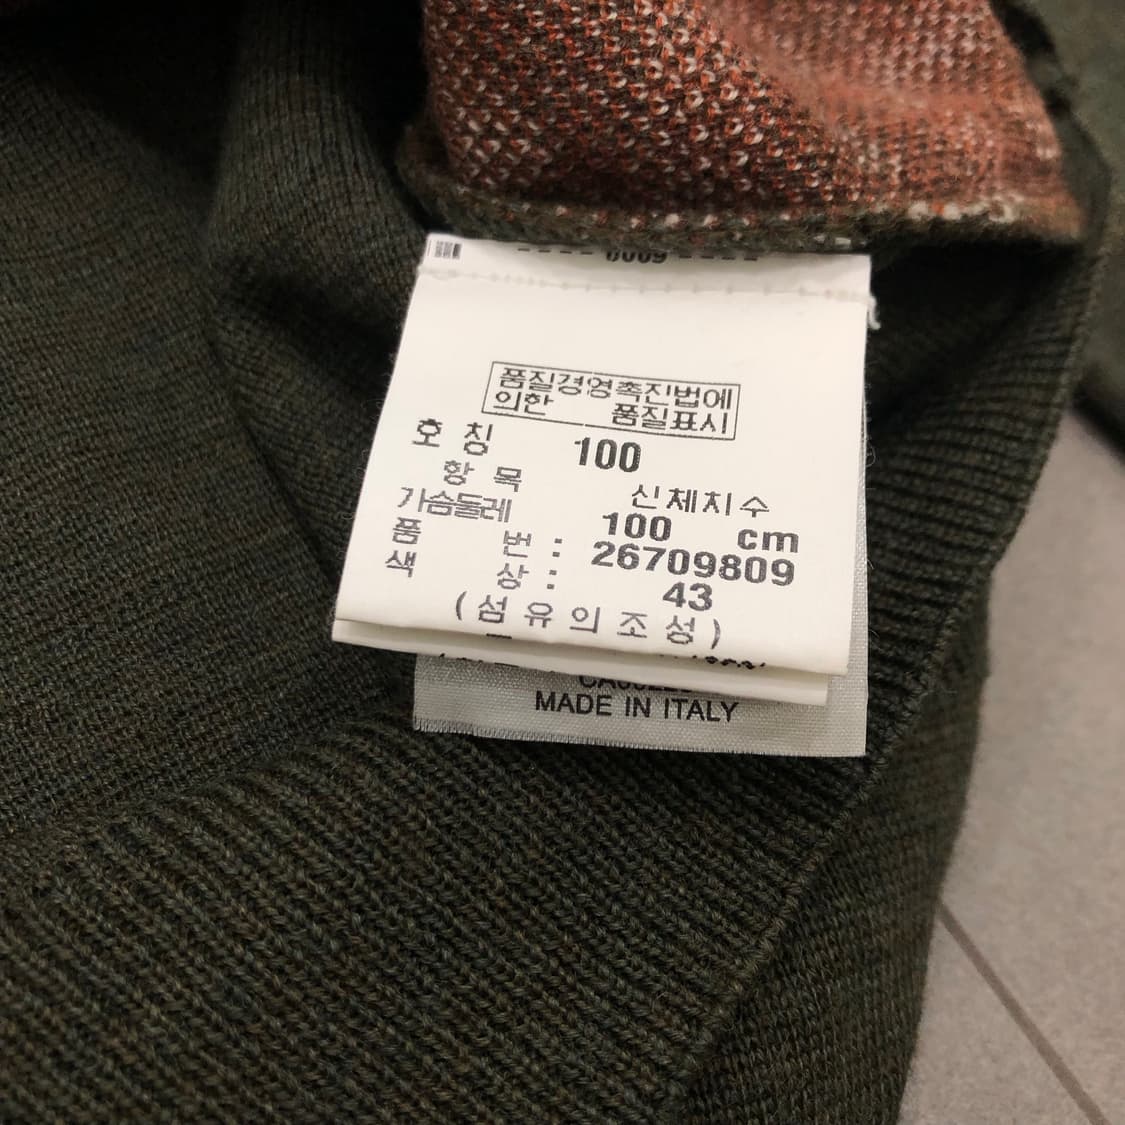 품질경영촉진법에
의한 품질표시
호 칭 100
항 목 신체치수
가슴둘레 100 cm
품 번 : 26709809
색 상 : 43
(섬유의조성)
MADE IN ITALY